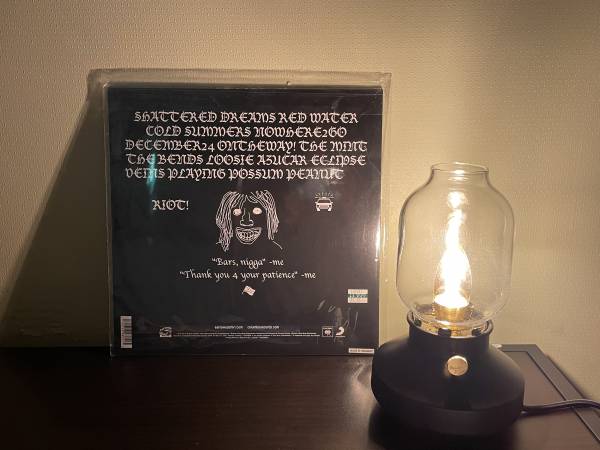 SHATTERED DREAMS RED WATER
COLD SUMMERS NOWHERE2GO
DECEMBER24 ONTHEWAY! THE MINT
THE BENDS LOOSIE AZUCAR ECLIPSE
VEINS PLAYING POSSUM PEANUT
RIOT!
"Bars, nigga" -me
"Thank you 4 your patience" -me